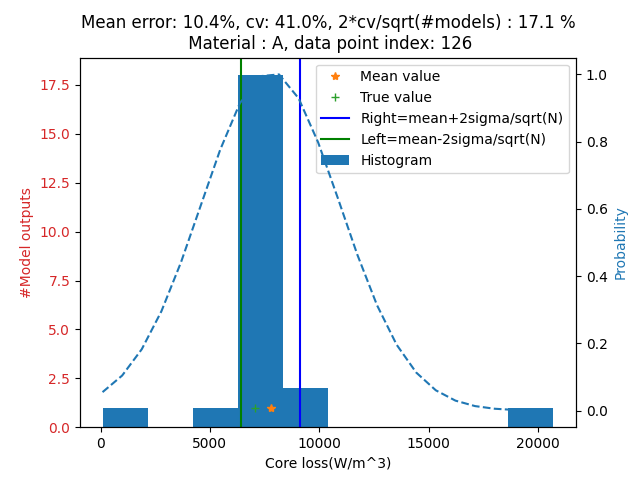 Mean error: 10.4%, cv: 41.0%, 2*cv/sqrt(#models) : 17.1 %
Material : A, data point index: 126
Mean value
True value
Right=mean+2sigma/sqrt(N)
Left=mean-2sigma/sqrt(N)
Histogram
#Model outputs
17.5
15.0
12.5
10.0
7.5
5.0
2.5
0.0
Probability
1.0
0.8
0.6
0.4
0.2
0.0
0 5000 10000 15000 20000
Core loss(W/m^3)